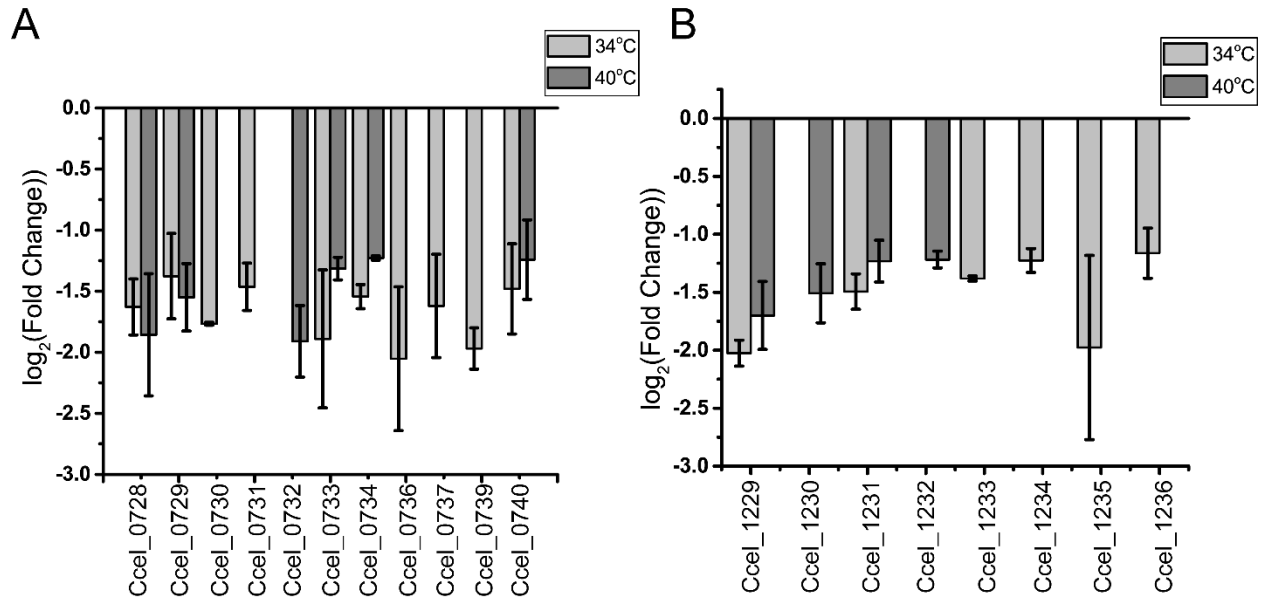 A
34°C
40°C
log2(Fold Change))
0.0
-0.5
-1.0
-1.5
-2.0
-2.5
-3.0
Ccel_0728
Ccel_0729
Ccel_0730
Ccel_0731
Ccel_0732
Ccel_0733
Ccel_0734
Ccel_0736
Ccel_0737
Ccel_0739
Ccel_0740
B
34°C
40°C
log2(Fold Change))
0.0
-0.5
-1.0
-1.5
-2.0
-2.5
-3.0
Ccel_1229
Ccel_1230
Ccel_1231
Ccel_1232
Ccel_1233
Ccel_1234
Ccel_1235
Ccel_1236